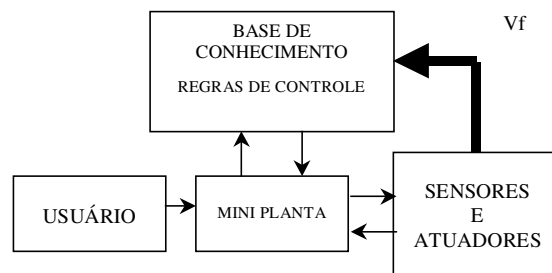 Vf
BASE DE
CONHECIMENTO
REGRAS DE CONTROLE
USUÁRIO
MINI PLANTA
SENSORES
E
ATUADORES